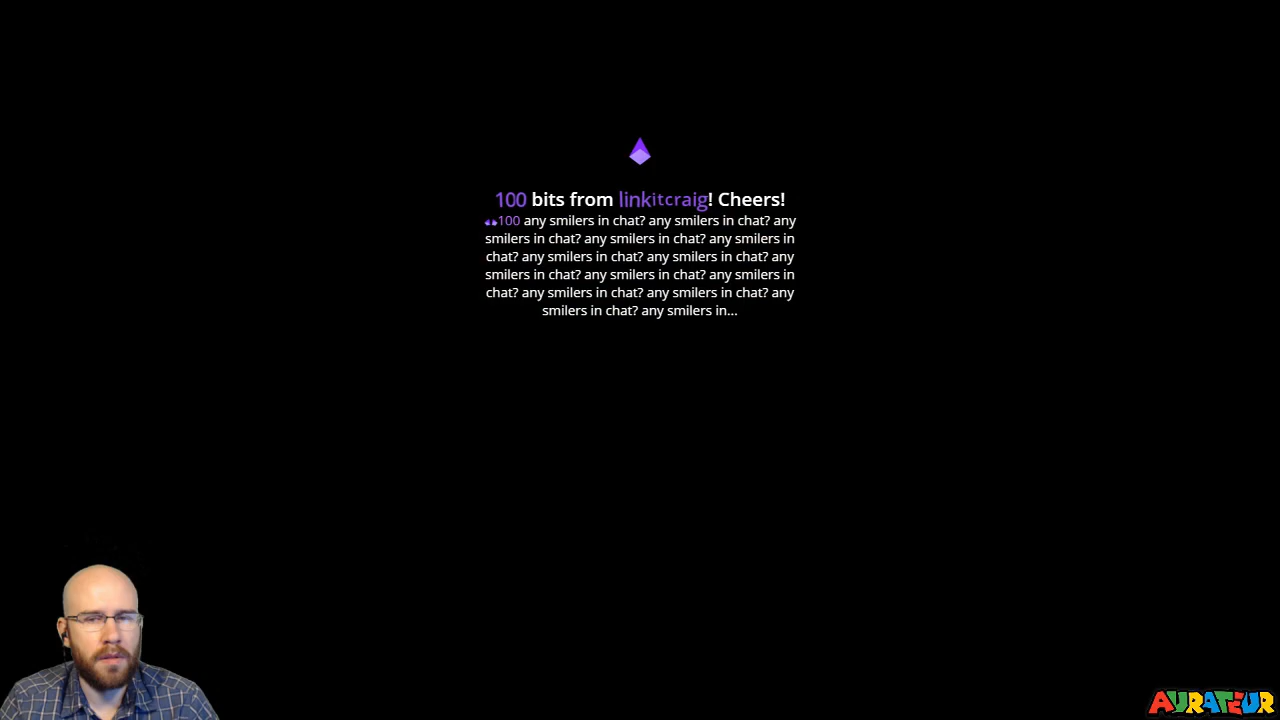 100 bits from linkitcraig! Cheers!
100 any smilers in chat? any smilers in chat? any
smilers in chat? any smilers in chat? any smilers in
chat? any smilers in chat? any smilers in chat? any
smilers in chat? any smilers in chat? any smilers in
chat? any smilers in chat? any smilers in chat? any
smilers in chat? any smilers in...
AURATEUR